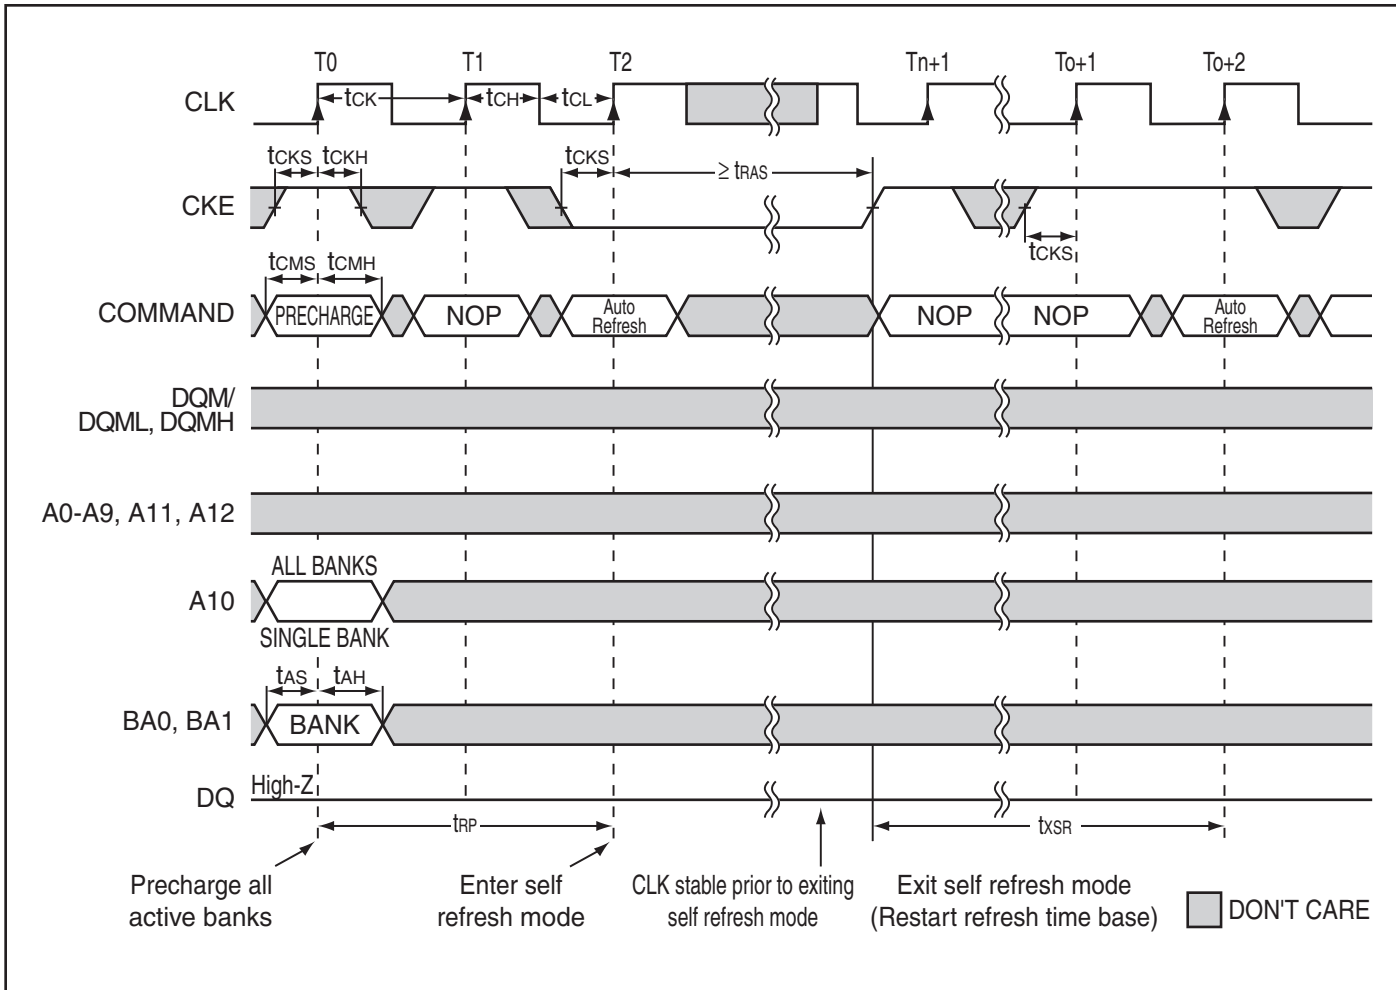 T0 T1 T2 Tn+1 To+1 To+2
CLK tCK tCH tCL
tCKS tCKH tCKS ≥ tRAS
CKE
tCKS
tCMS tCMH
COMMAND PRECHARGE NOP Auto Refresh NOP NOP Auto Refresh
DQM/
DQML, DQMH
A0-A9, A11, A12
ALL BANKS
A10
SINGLE BANK
tAS tAH
BA0, BA1 BANK
DQ High-Z
tRP tXSR
Precharge all
active banks
Enter self
refresh mode
CLK stable prior to exiting
self refresh mode
Exit self refresh mode
(Restart refresh time base)
DON'T CARE